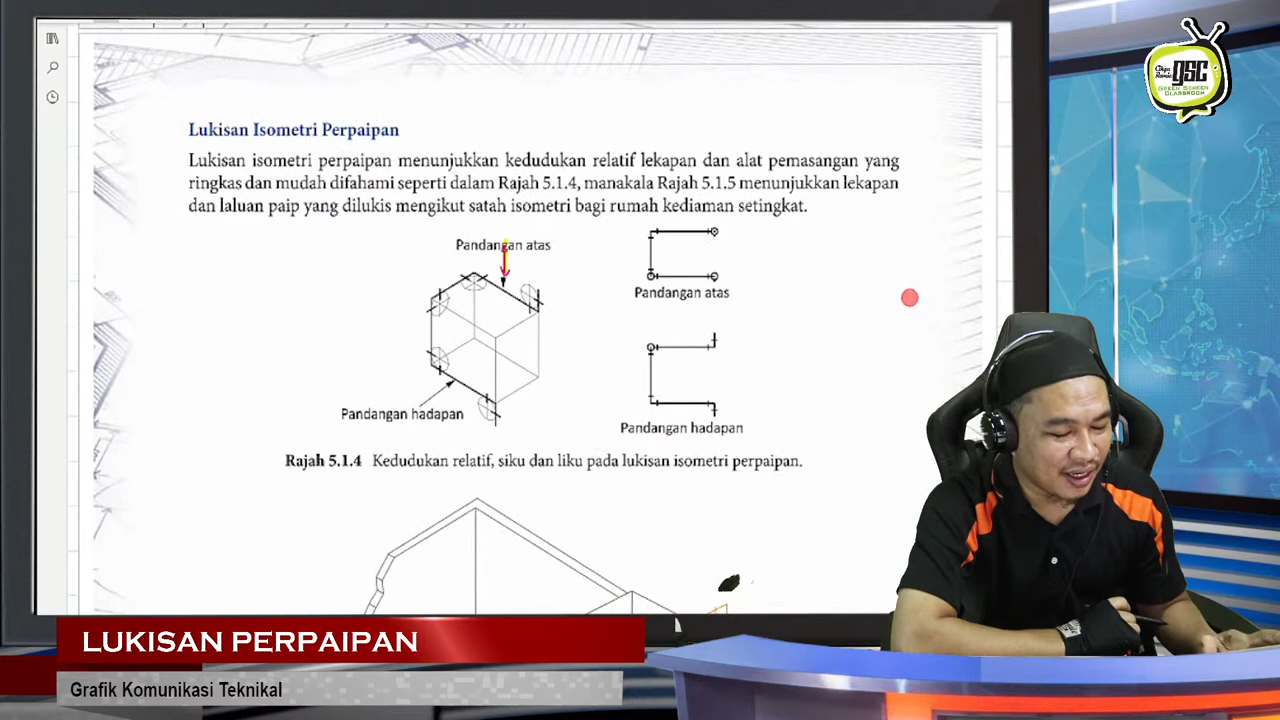 gsc
GREEN SCREEN
CLASSROOM
Lukisan Isometri Perpaipan
Lukisan isometri perpaipan menunjukkan kedudukan relatif lekapan dan alat pemasangan yang
ringkas dan mudah difahami seperti dalam Rajah 5.1.4, manakala Rajah 5.1.5 menunjukkan lekapan
dan laluan paip yang dilukis mengikut satah isometri bagi rumah kediaman setingkat.
Pandangan atas
Pandangan atas
Pandangan hadapan
Pandangan hadapan
Rajah 5.1.4 Kedudukan relatif, siku dan liku pada lukisan isometri perpaipan.
LUKISAN PERPAIPAN
Grafik Komunikasi Teknikal